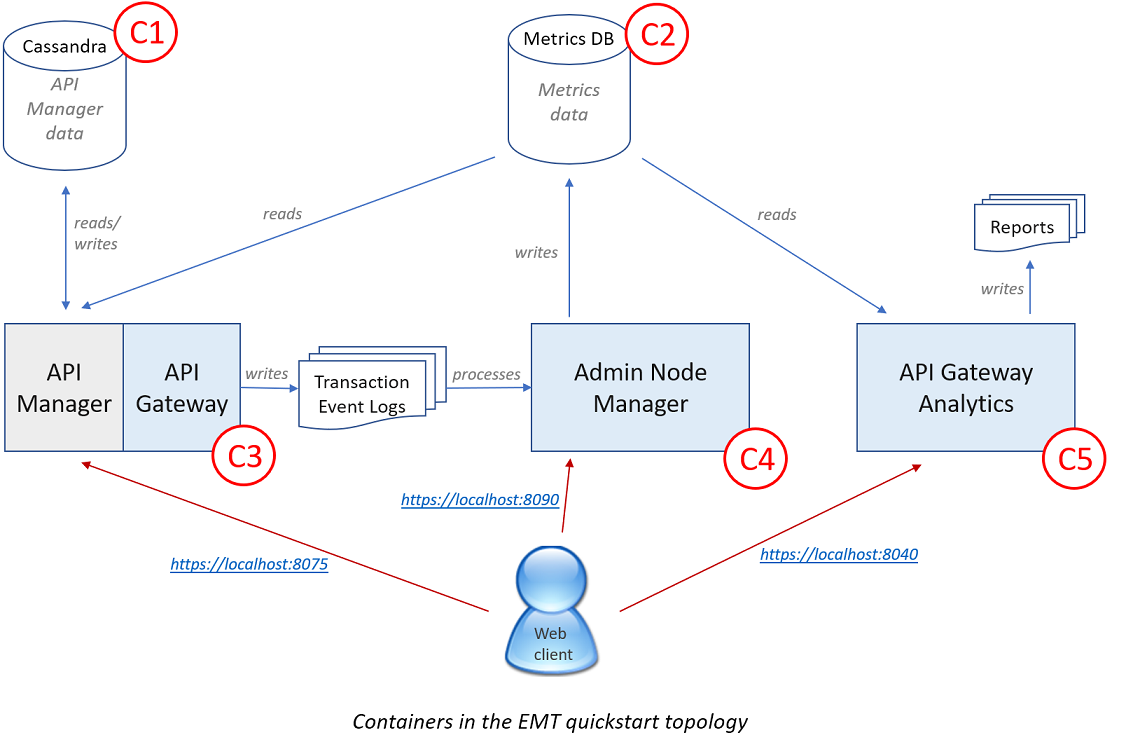 Cassandra
C1
API
Manager
data
Metrics DB
C2
Metrics
data
reads/
writes
reads
writes
reads
Reports
writes
API
Manager
API
Gateway
C3
writes
Transaction
Event Logs
processes
Admin Node
Manager
C4
API Gateway
Analytics
C5
https://localhost:8090
https://localhost:8075
https://localhost:8040
Web
client
Containers in the EMT quickstart topology